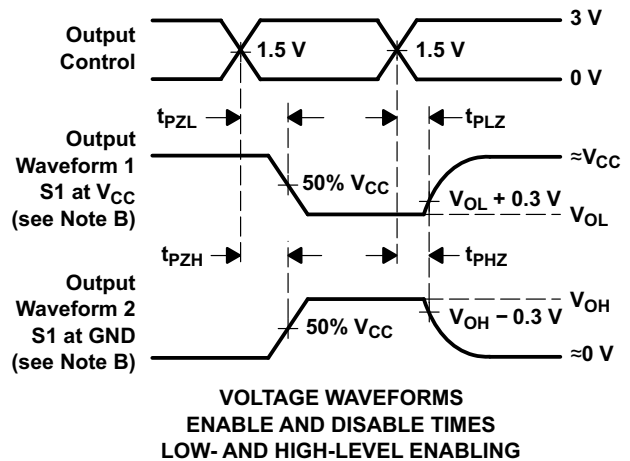 Output
Control
1.5 V
1.5 V
3 V
0 V
tPZL
tPLZ
Output
Waveform 1
S1 at VCC
(see Note B)
50% VCC
≈VCC
VOL + 0.3 V
VOL
tPZH
tPHZ
Output
Waveform 2
S1 at GND
(see Note B)
50% VCC
VOH
VOH − 0.3 V
≈0 V
VOLTAGE WAVEFORMS
ENABLE AND DISABLE TIMES
LOW- AND HIGH-LEVEL ENABLING